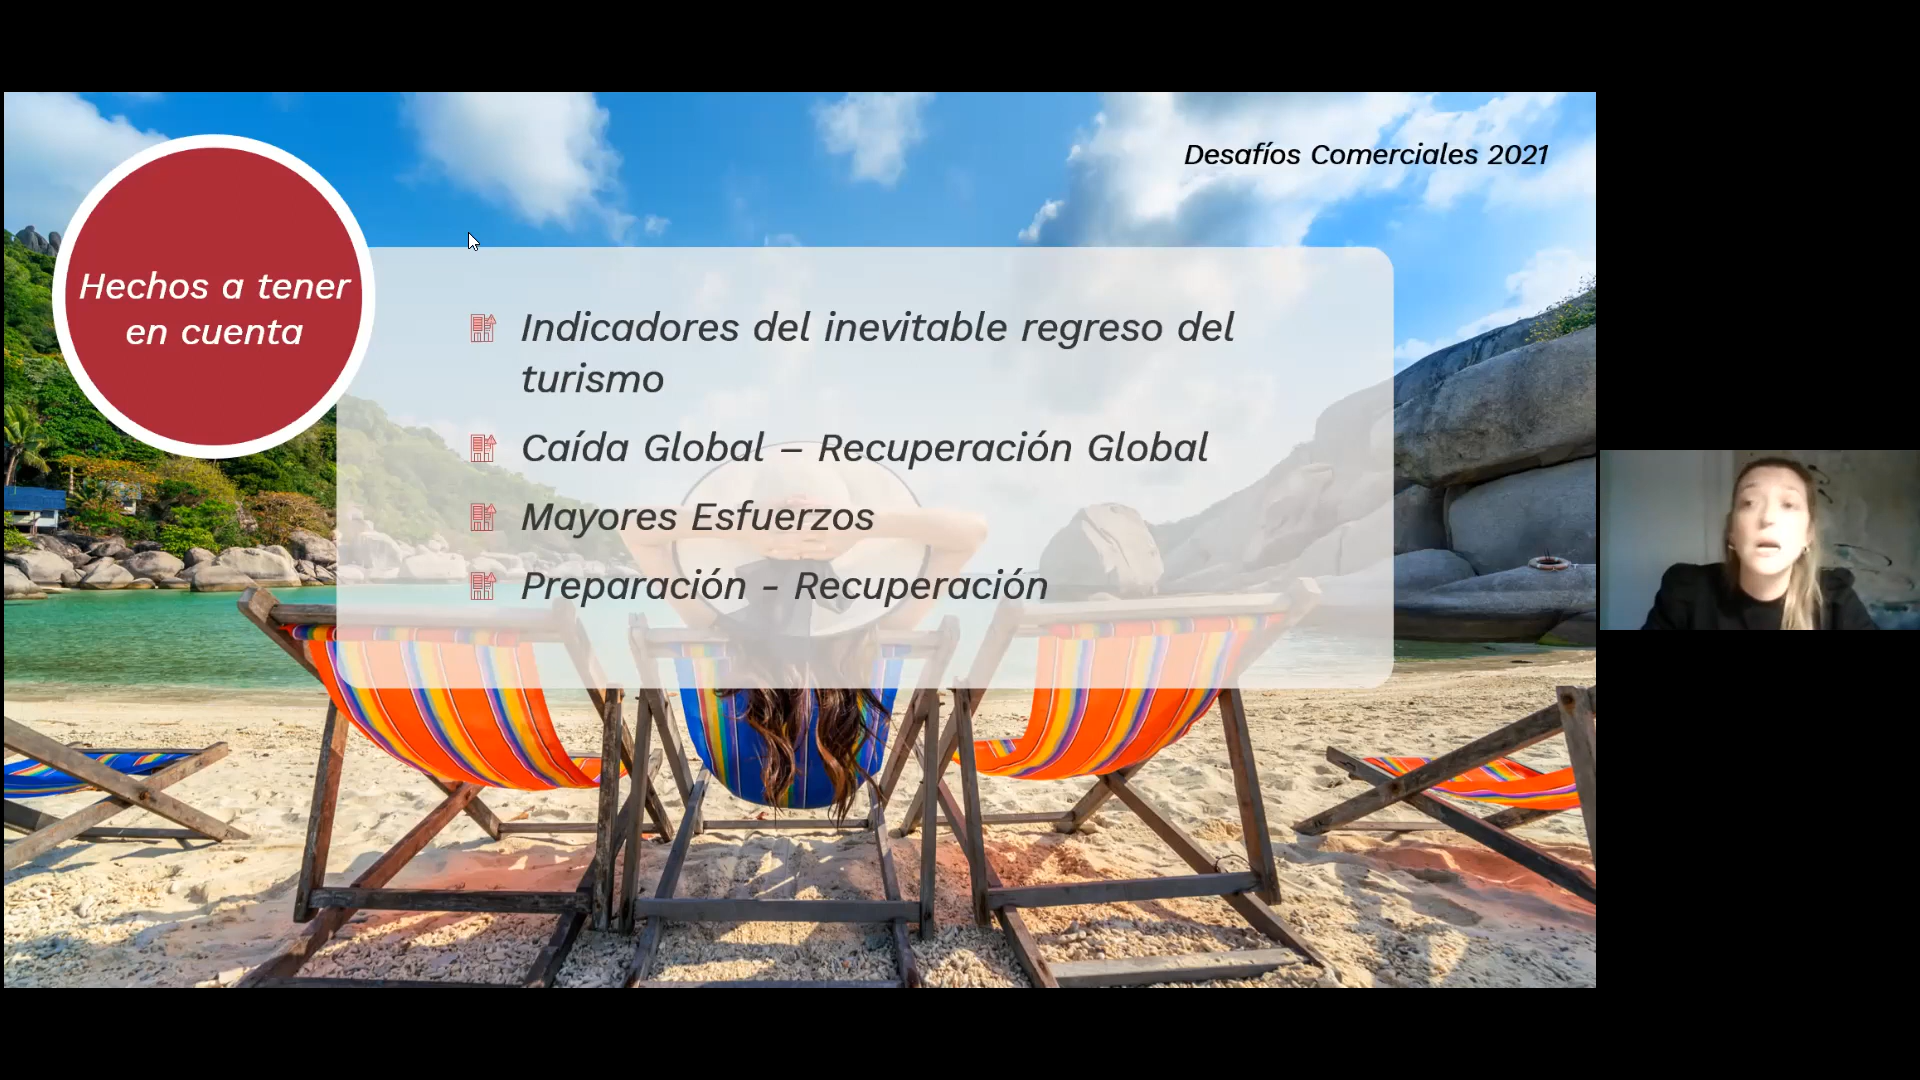 Desafíos Comerciales 2021
Hechos a tener
en cuenta
Indicadores del inevitable regreso del
turismo
Caída Global – Recuperación Global
Mayores Esfuerzos
Preparación - Recuperación